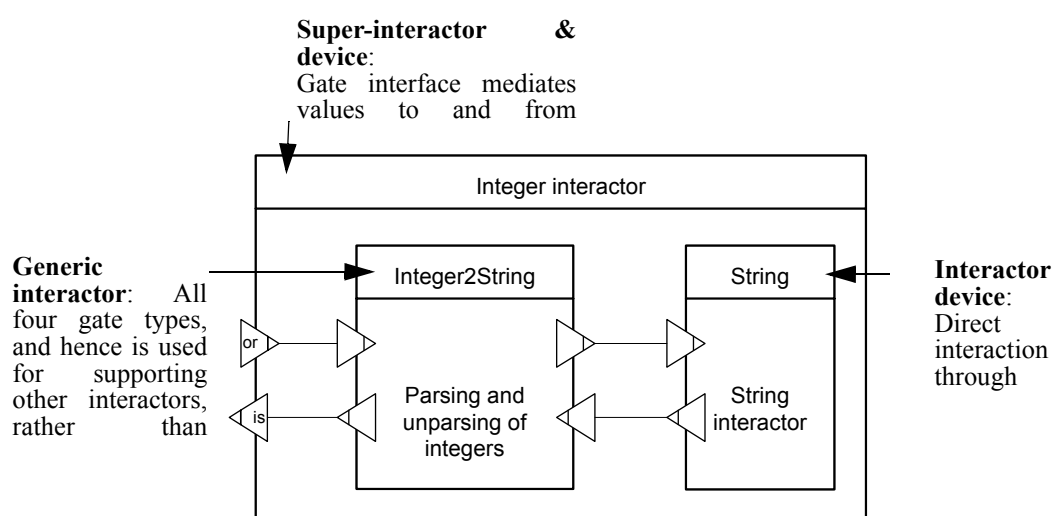 Super-interactor &
device:
Gate interface mediates
values to and from
Integer interactor
Generic
interactor: All
four gate types,
and hence is used
for supporting
other interactors,
rather than
Integer2String
String
Interactor
device:
Direct
interaction
through
or
is
Parsing and
unparsing of
integers
String
interactor